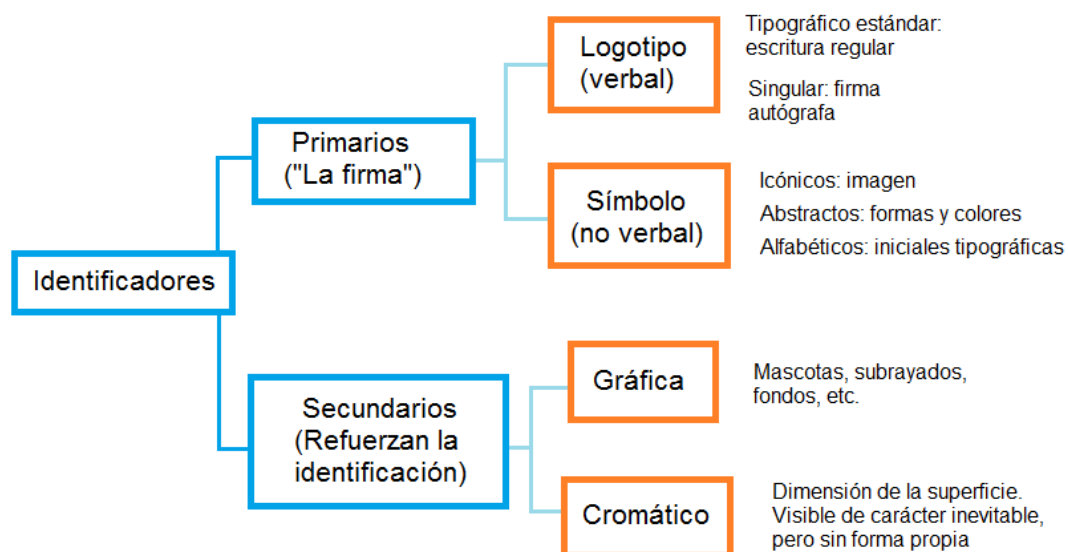 Identificadores
Primarios
("La firma")
Logotipo
(verbal)
Tipográfico estándar:
escritura regular
Singular: firma
autógrafa
Símbolo
(no verbal)
Icónicos: imagen
Abstractos: formas y colores
Alfabéticos: iniciales tipográficas
Secundarios
(Refuerzan la
identificación)
Gráfica
Mascotas, subrayados,
fondos, etc.
Cromático
Dimensión de la superficie.
Visible de carácter inevitable,
pero sin forma propia